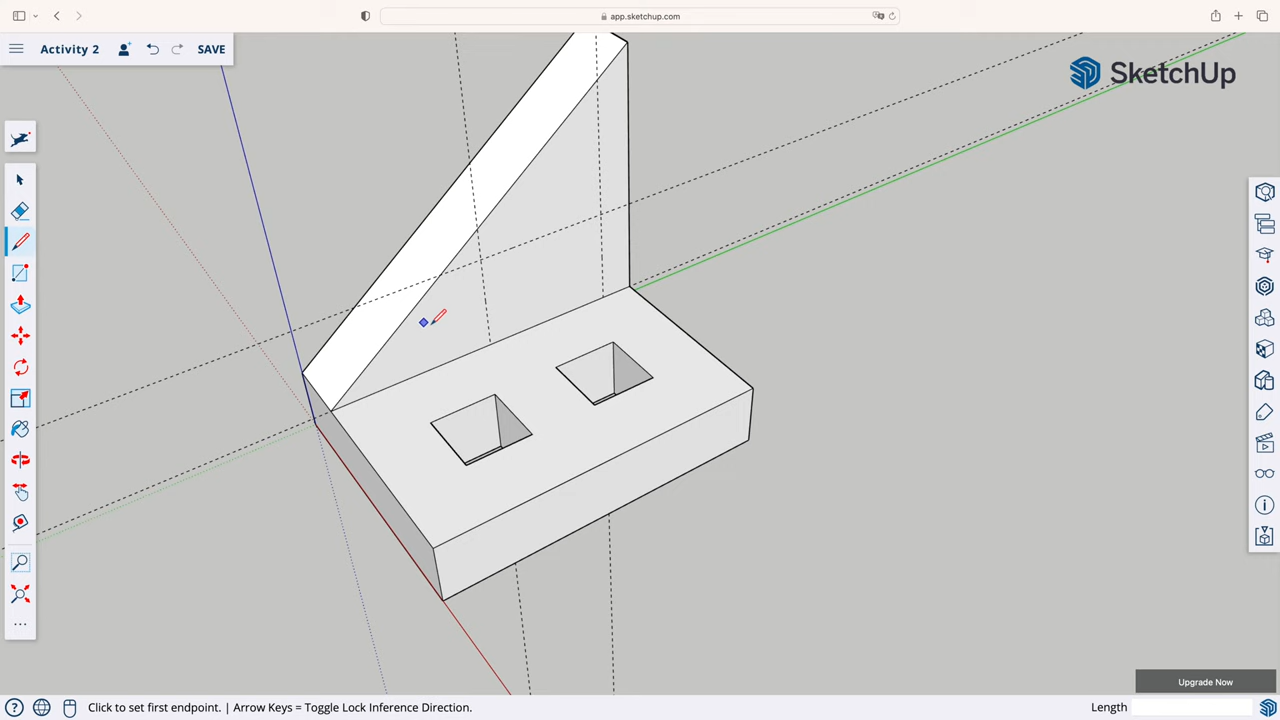 app.sketchup.com
Activity 2
SAVE
SketchUp
Upgrade Now
Click to set first endpoint. | Arrow Keys = Toggle Lock Inference Direction.
Length